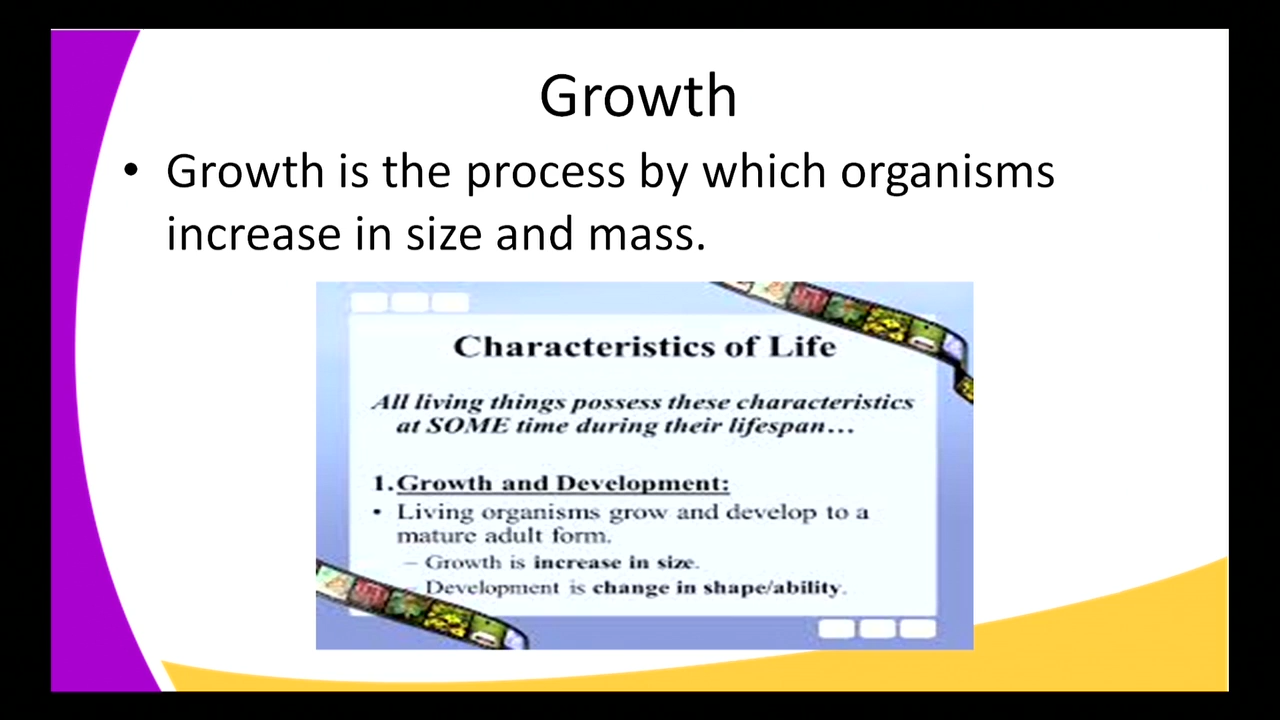 Growth
• Growth is the process by which organisms
increase in size and mass.
Characteristics of Life
All living things possess these characteristics
at SOME time during their lifespan...
1. Growth and Development:
• Living organisms grow and develop to a
mature adult form.
– Growth is increase in size.
– Development is change in shape/ability.